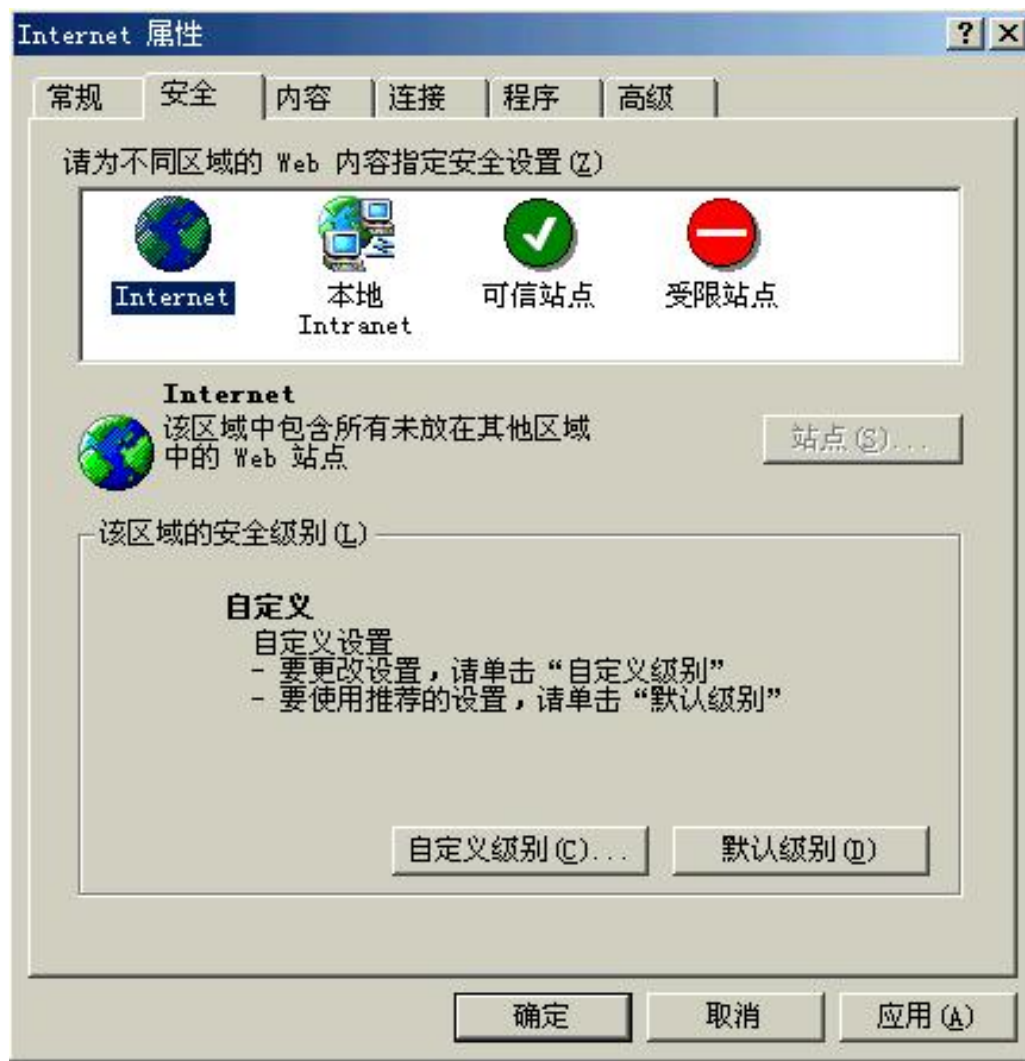 Internet 属性
常规 安全 内容 连接 程序 高级
请为不同区域的 Web 内容指定安全设置(Z)
Internet
本地
Intranet
可信站点
受限站点
Internet
该区域中包含所有未放在其他区域
中的 Web 站点
站点(S)...
该区域的安全级别(L)
自定义
自定义设置
- 要更改设置，请单击“自定义级别”
- 要使用推荐的设置，请单击“默认级别”
自定义级别(C)... 默认级别(D)
确定 取消 应用(A)